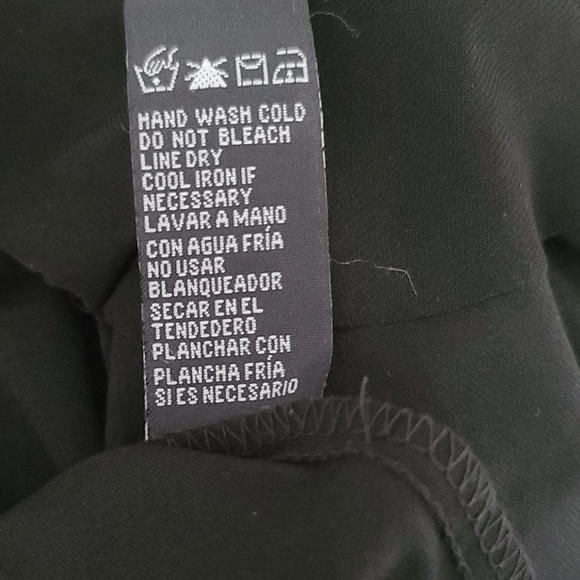 HAND WASH COLD
DO NOT BLEACH
LINE DRY
COOL IRON IF
NECESSARY
LAVAR A MANO
CON AGUA FRÍA
NO USAR
BLANQUEADOR
SECAR EN EL
TENDEDERO
PLANCHAR CON
PLANCHA FRÍA
SI ES NECESARIO